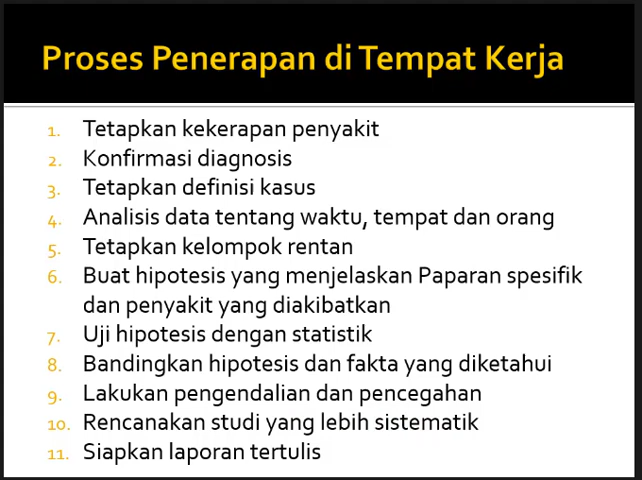 Proses Penerapan di Tempat Kerja
1. Tetapkan kekerapan penyakit
2. Konfirmasi diagnosis
3. Tetapkan definisi kasus
4. Analisis data tentang waktu, tempat dan orang
5. Tetapkan kelompok rentan
6. Buat hipotesis yang menjelaskan Paparan spesifik
dan penyakit yang diakibatkan
7. Uji hipotesis dengan statistik
8. Bandingkan hipotesis dan fakta yang diketahui
9. Lakukan pengendalian dan pencegahan
10. Rencanakan studi yang lebih sistematik
11. Siapkan laporan tertulis